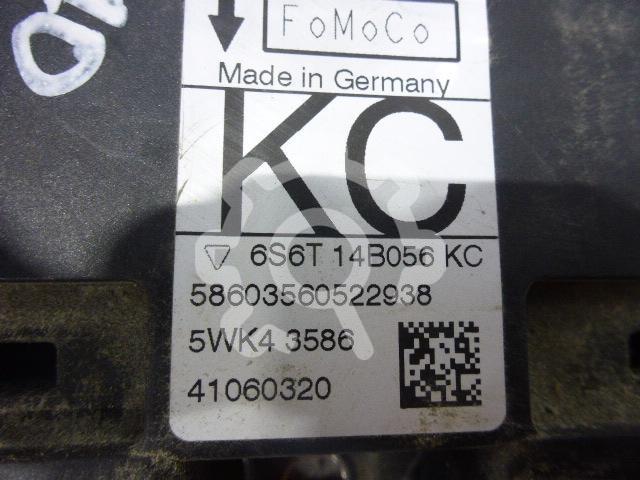 FoMoCo
Made in Germany
KC
6S6T 14B056 KC
58603560522938
5WK4 3586
41060320